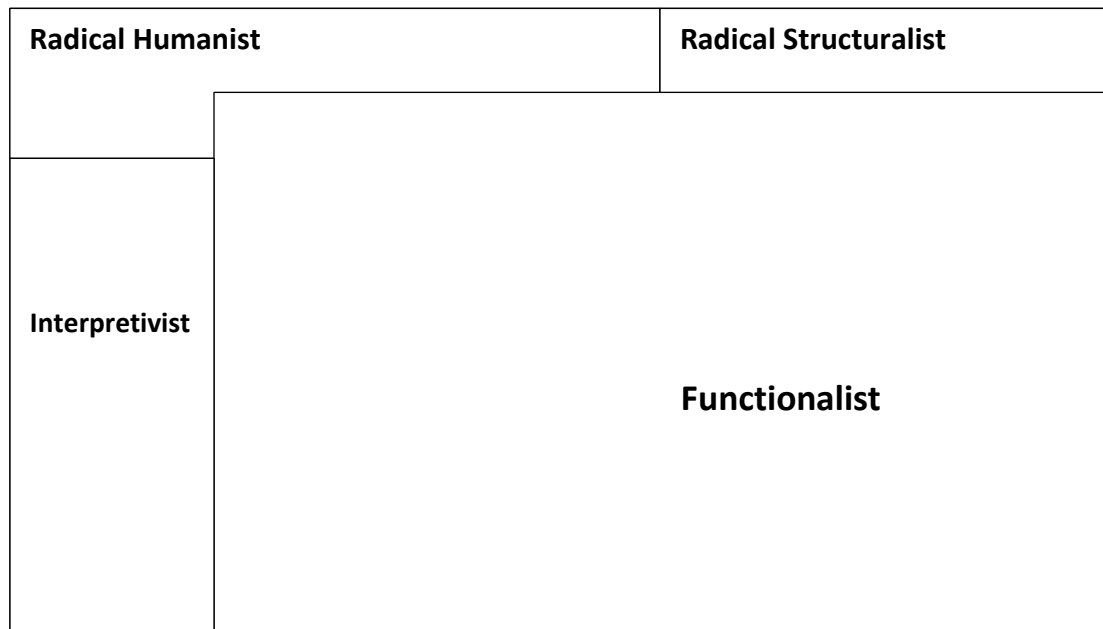 Radical Humanist
Radical Structuralist
Interpretivist
Functionalist